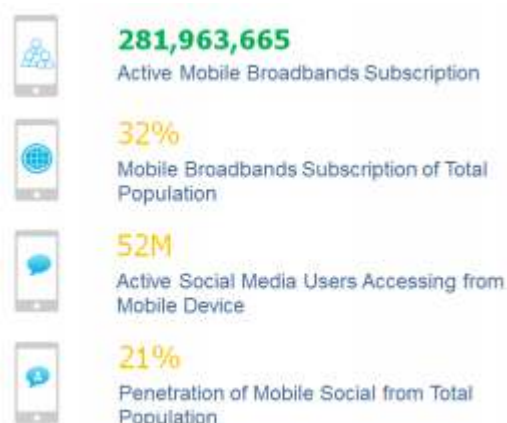 281,963,665
Active Mobile Broadbands Subscription
32%
Mobile Broadbands Subscription of Total
Population
52M
Active Social Media Users Accessing from
Mobile Device
21%
Penetration of Mobile Social from Total
Population